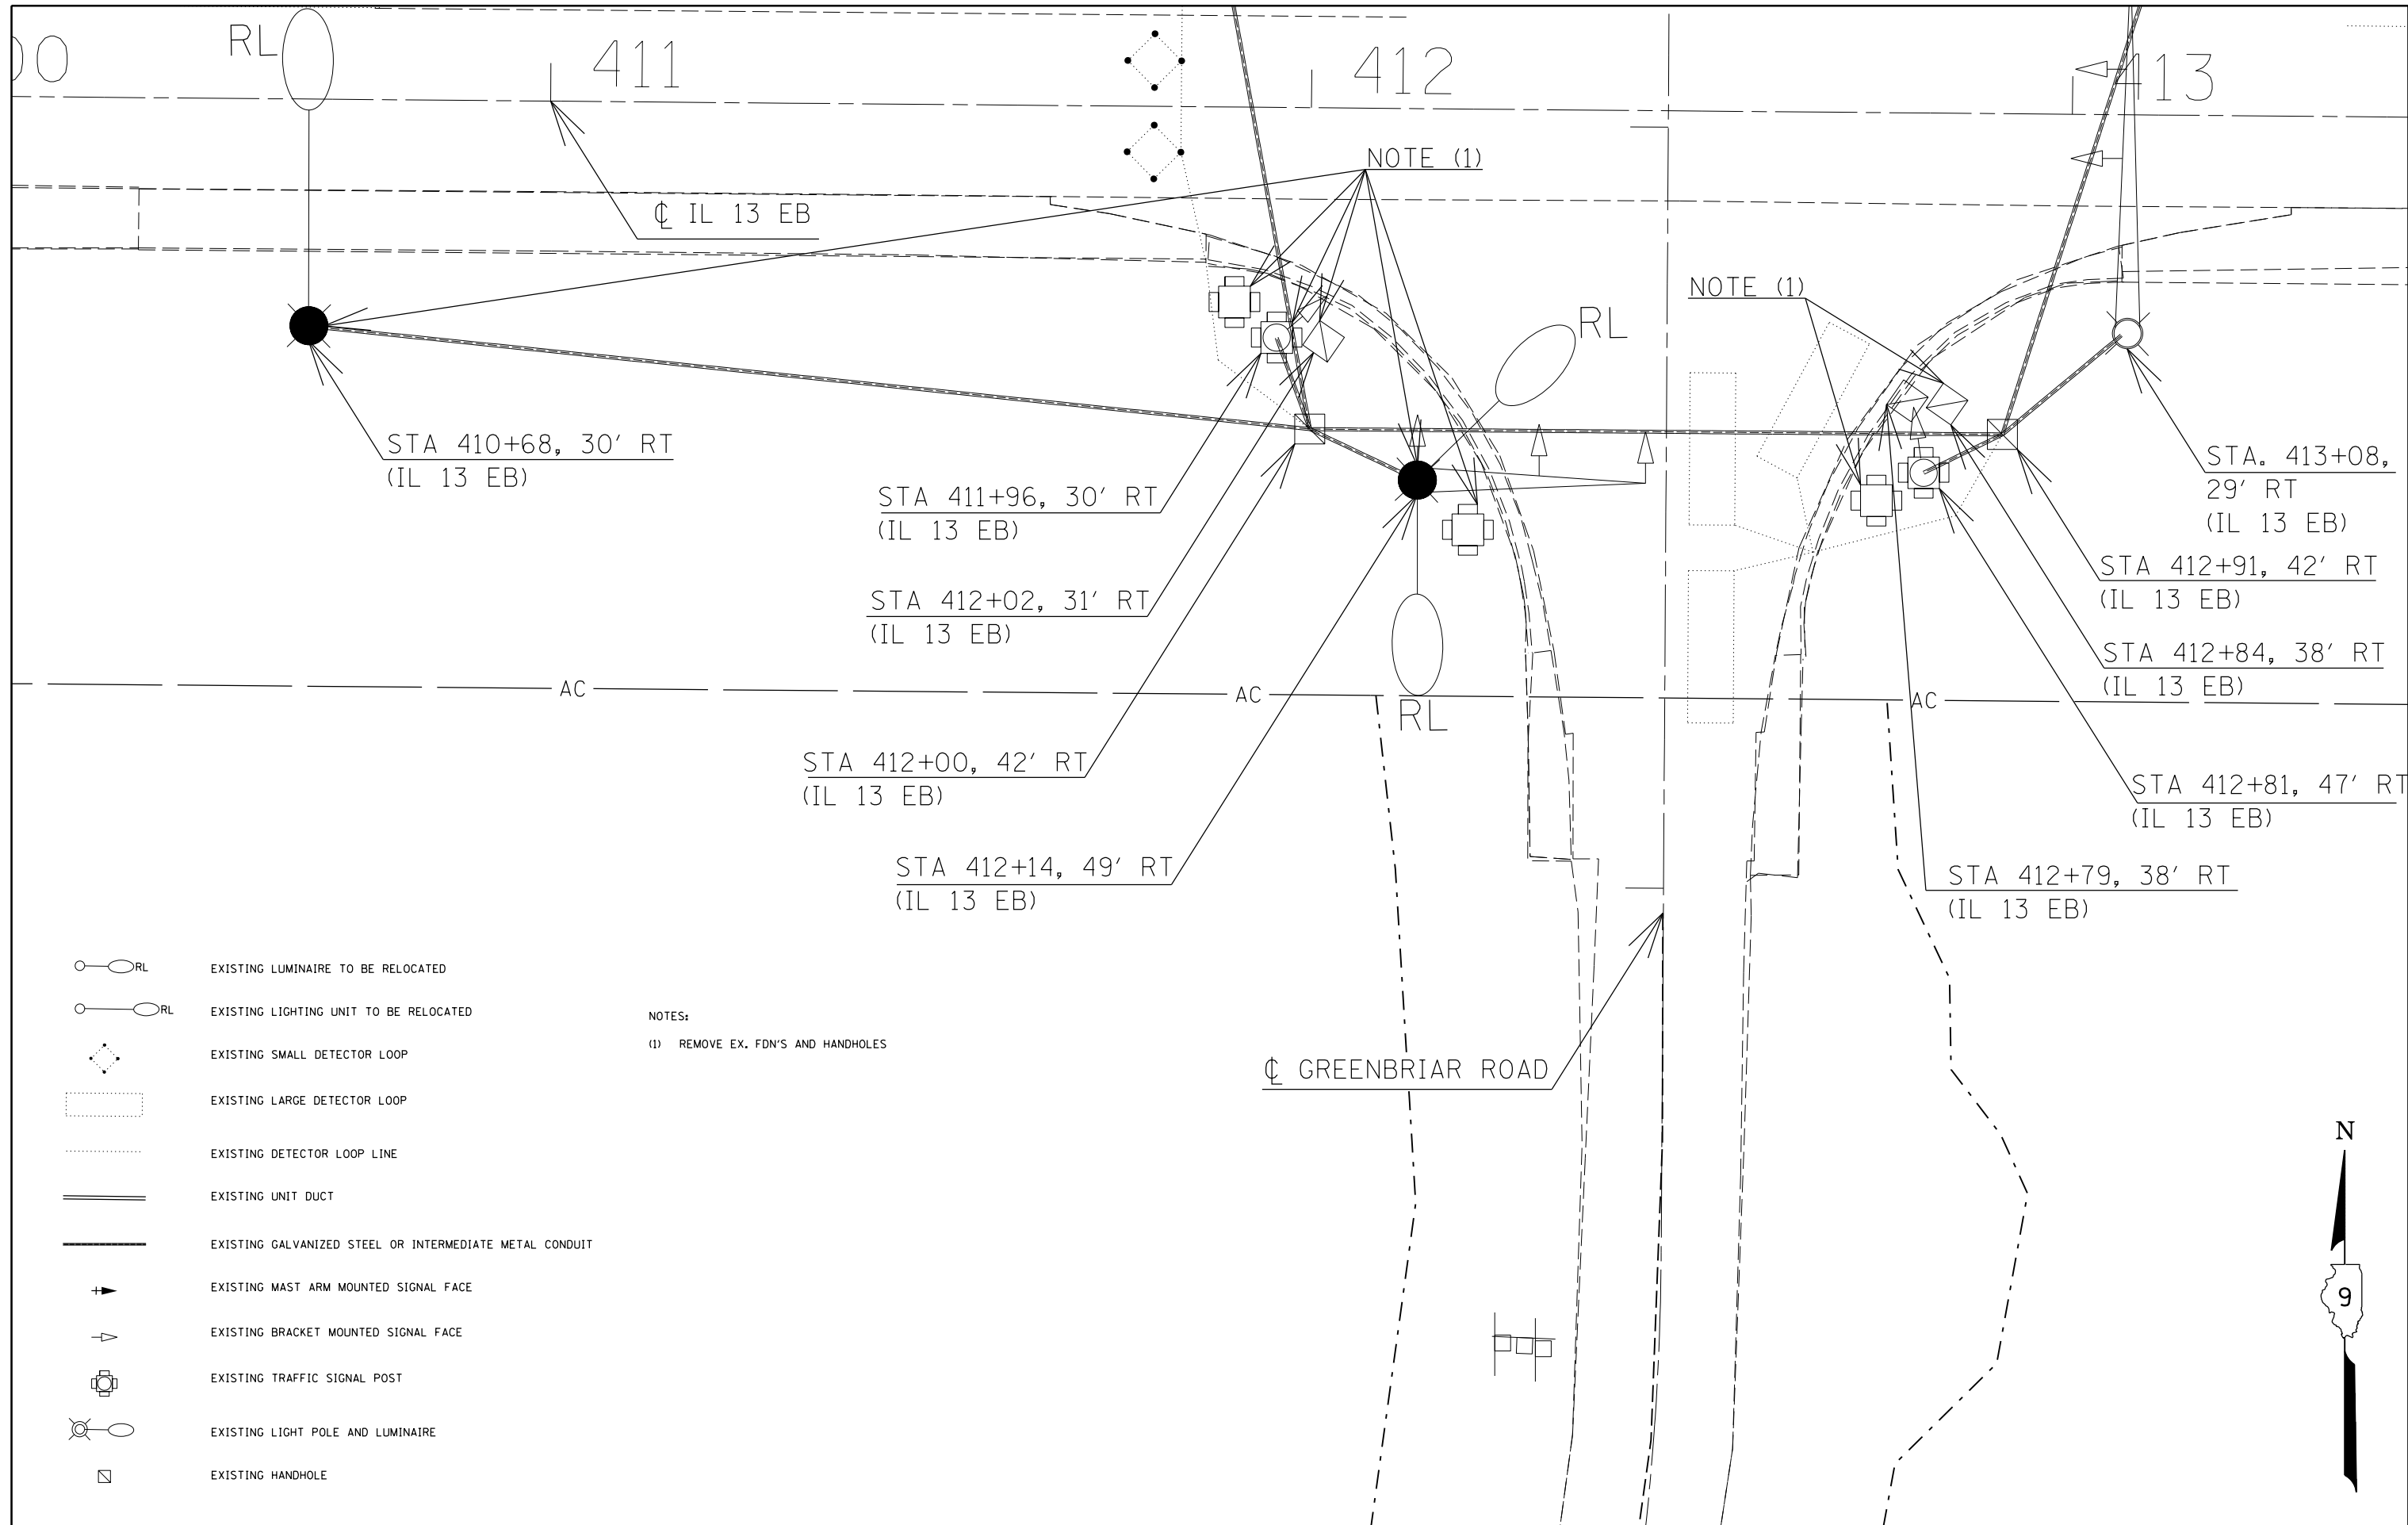 RL
411
412
413
NOTE (1)
℄ IL 13 EB
NOTE (1)
RL
STA 410+68, 30' RT
(IL 13 EB)
STA 411+96, 30' RT
(IL 13 EB)
STA. 413+08,
29' RT
(IL 13 EB)
STA 412+91, 42' RT
(IL 13 EB)
STA 412+02, 31' RT
(IL 13 EB)
STA 412+84, 38' RT
(IL 13 EB)
AC
AC
AC
RL
STA 412+00, 42' RT
(IL 13 EB)
STA 412+81, 47' RT
(IL 13 EB)
STA 412+14, 49' RT
(IL 13 EB)
STA 412+79, 38' RT
(IL 13 EB)
RL EXISTING LUMINAIRE TO BE RELOCATED
RL EXISTING LIGHTING UNIT TO BE RELOCATED
EXISTING SMALL DETECTOR LOOP
EXISTING LARGE DETECTOR LOOP
EXISTING DETECTOR LOOP LINE
EXISTING UNIT DUCT
EXISTING GALVANIZED STEEL OR INTERMEDIATE METAL CONDUIT
EXISTING MAST ARM MOUNTED SIGNAL FACE
EXISTING BRACKET MOUNTED SIGNAL FACE
EXISTING TRAFFIC SIGNAL POST
EXISTING LIGHT POLE AND LUMINAIRE
EXISTING HANDHOLE
NOTES:
(1) REMOVE EX. FDN'S AND HANDHOLES
℄ GREENBRIAR ROAD
N
9